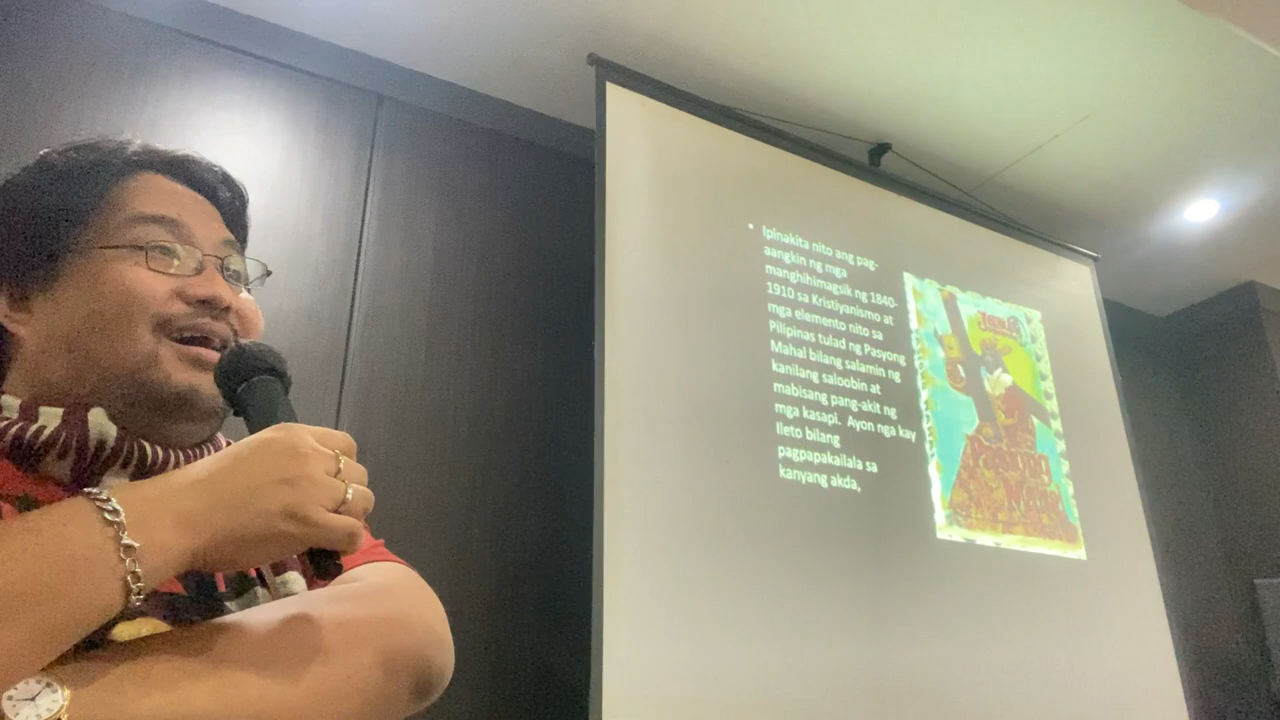 • Ipinakita nito ang pag-
aangkin ng mga
manghihimagsik ng 1840-
1910 sa Kristiyanismo at
mga elemento nito sa
Pilipinas tulad ng Pasyong
Mahal bilang salamin ng
kanilang saloobin at
mabisang pang-akit ng
mga kasapi. Ayon nga kay
Ileto bilang
pagpapakailala sa
kanyang akda,